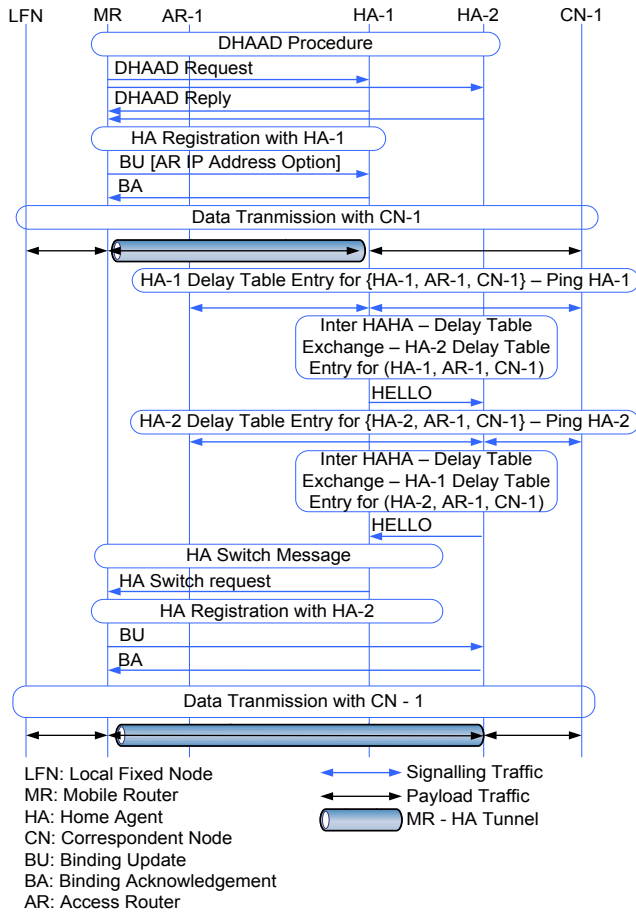 LFN MR AR-1 HA-1 HA-2 CN-1
DHAAD Procedure
DHAAD Request
DHAAD Reply
HA Registration with HA-1
BU [AR IP Address Option]
BA
Data Tranmission with CN-1
HA-1 Delay Table Entry for {HA-1, AR-1, CN-1} – Ping HA-1
Inter HAHA – Delay Table
Exchange – HA-2 Delay Table
Entry for (HA-1, AR-1, CN-1)
HELLO
HA-2 Delay Table Entry for {HA-2, AR-1, CN-1} – Ping HA-2
Inter HAHA – Delay Table
Exchange – HA-1 Delay Table
Entry for (HA-2, AR-1, CN-1)
HELLO
HA Switch Message
HA Switch request
HA Registration with HA-2
BU
BA
Data Tranmission with CN - 1
LFN: Local Fixed Node
MR: Mobile Router
HA: Home Agent
CN: Correspondent Node
BU: Binding Update
BA: Binding Acknowledgement
AR: Access Router
Signalling Traffic
Payload Traffic
MR - HA Tunnel